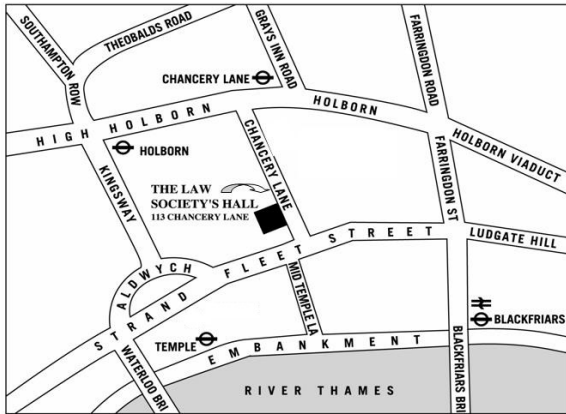 SOUTHAMPTON ROW
THEOBALDS ROAD
GRAYS INN ROAD
FARRINGDON ROAD
CHANCERY LANE
HIGH HOLBORN
HOLBORN
HOLBORN VIADUCT
HOLBORN
KINGSWAY
CHANCERY LANE
FARRINGDON ST
THE LAW
SOCIETY'S HALL
113 CHANCERY LANE
ALDWYCH
STRAND
FLEET STREET
LUDGATE HILL
MID TEMPLE LA
TEMPLE
EMBANKMENT
BLACKFRIARS
WATERLOO BRI
BLACKFRIARS BRI
RIVER THAMES